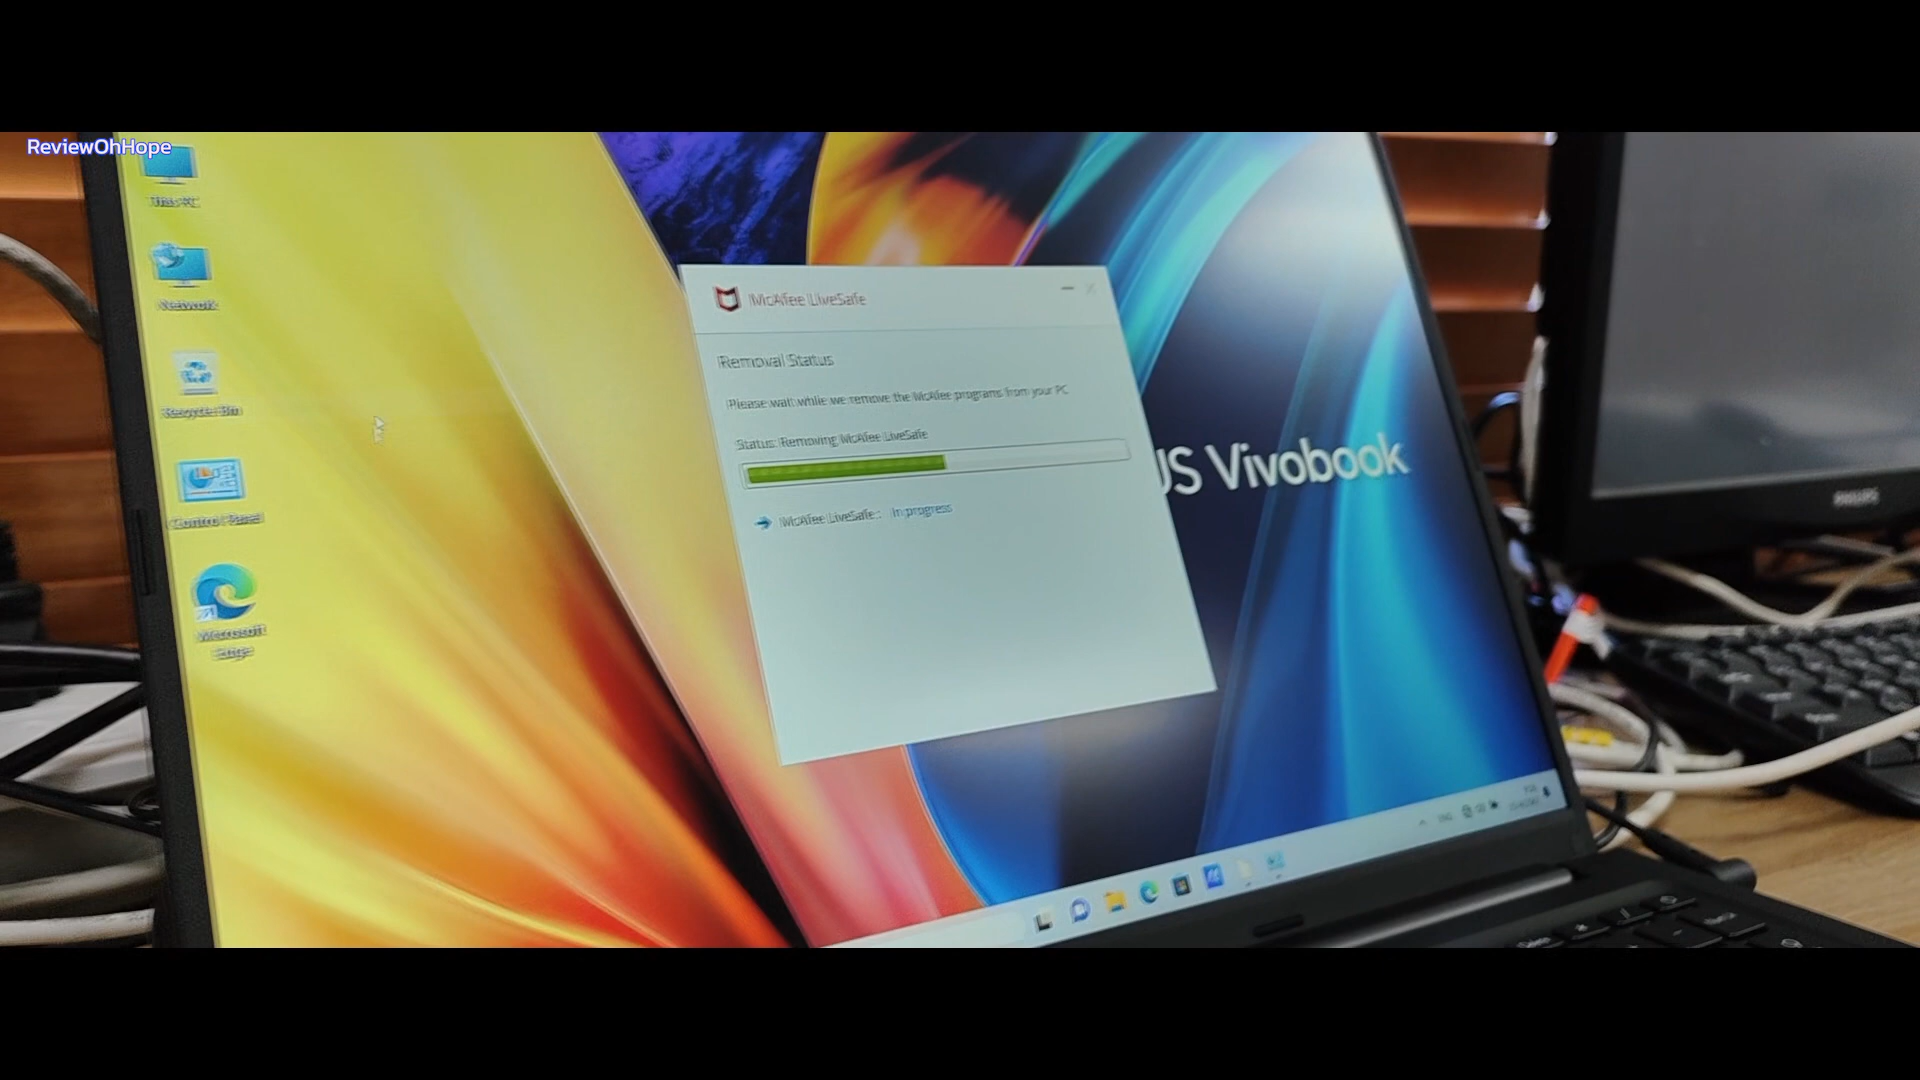 ReviewOhHope
This PC
Network
Recycle Bin
Control Panel
Microsoft
Edge
McAfee LiveSafe
Removal Status
Please wait while we remove the McAfee programs from your PC
Status: Removing McAfee LiveSafe
McAfee LiveSafe : In progress
US Vivobook
PHILIPS
ENG